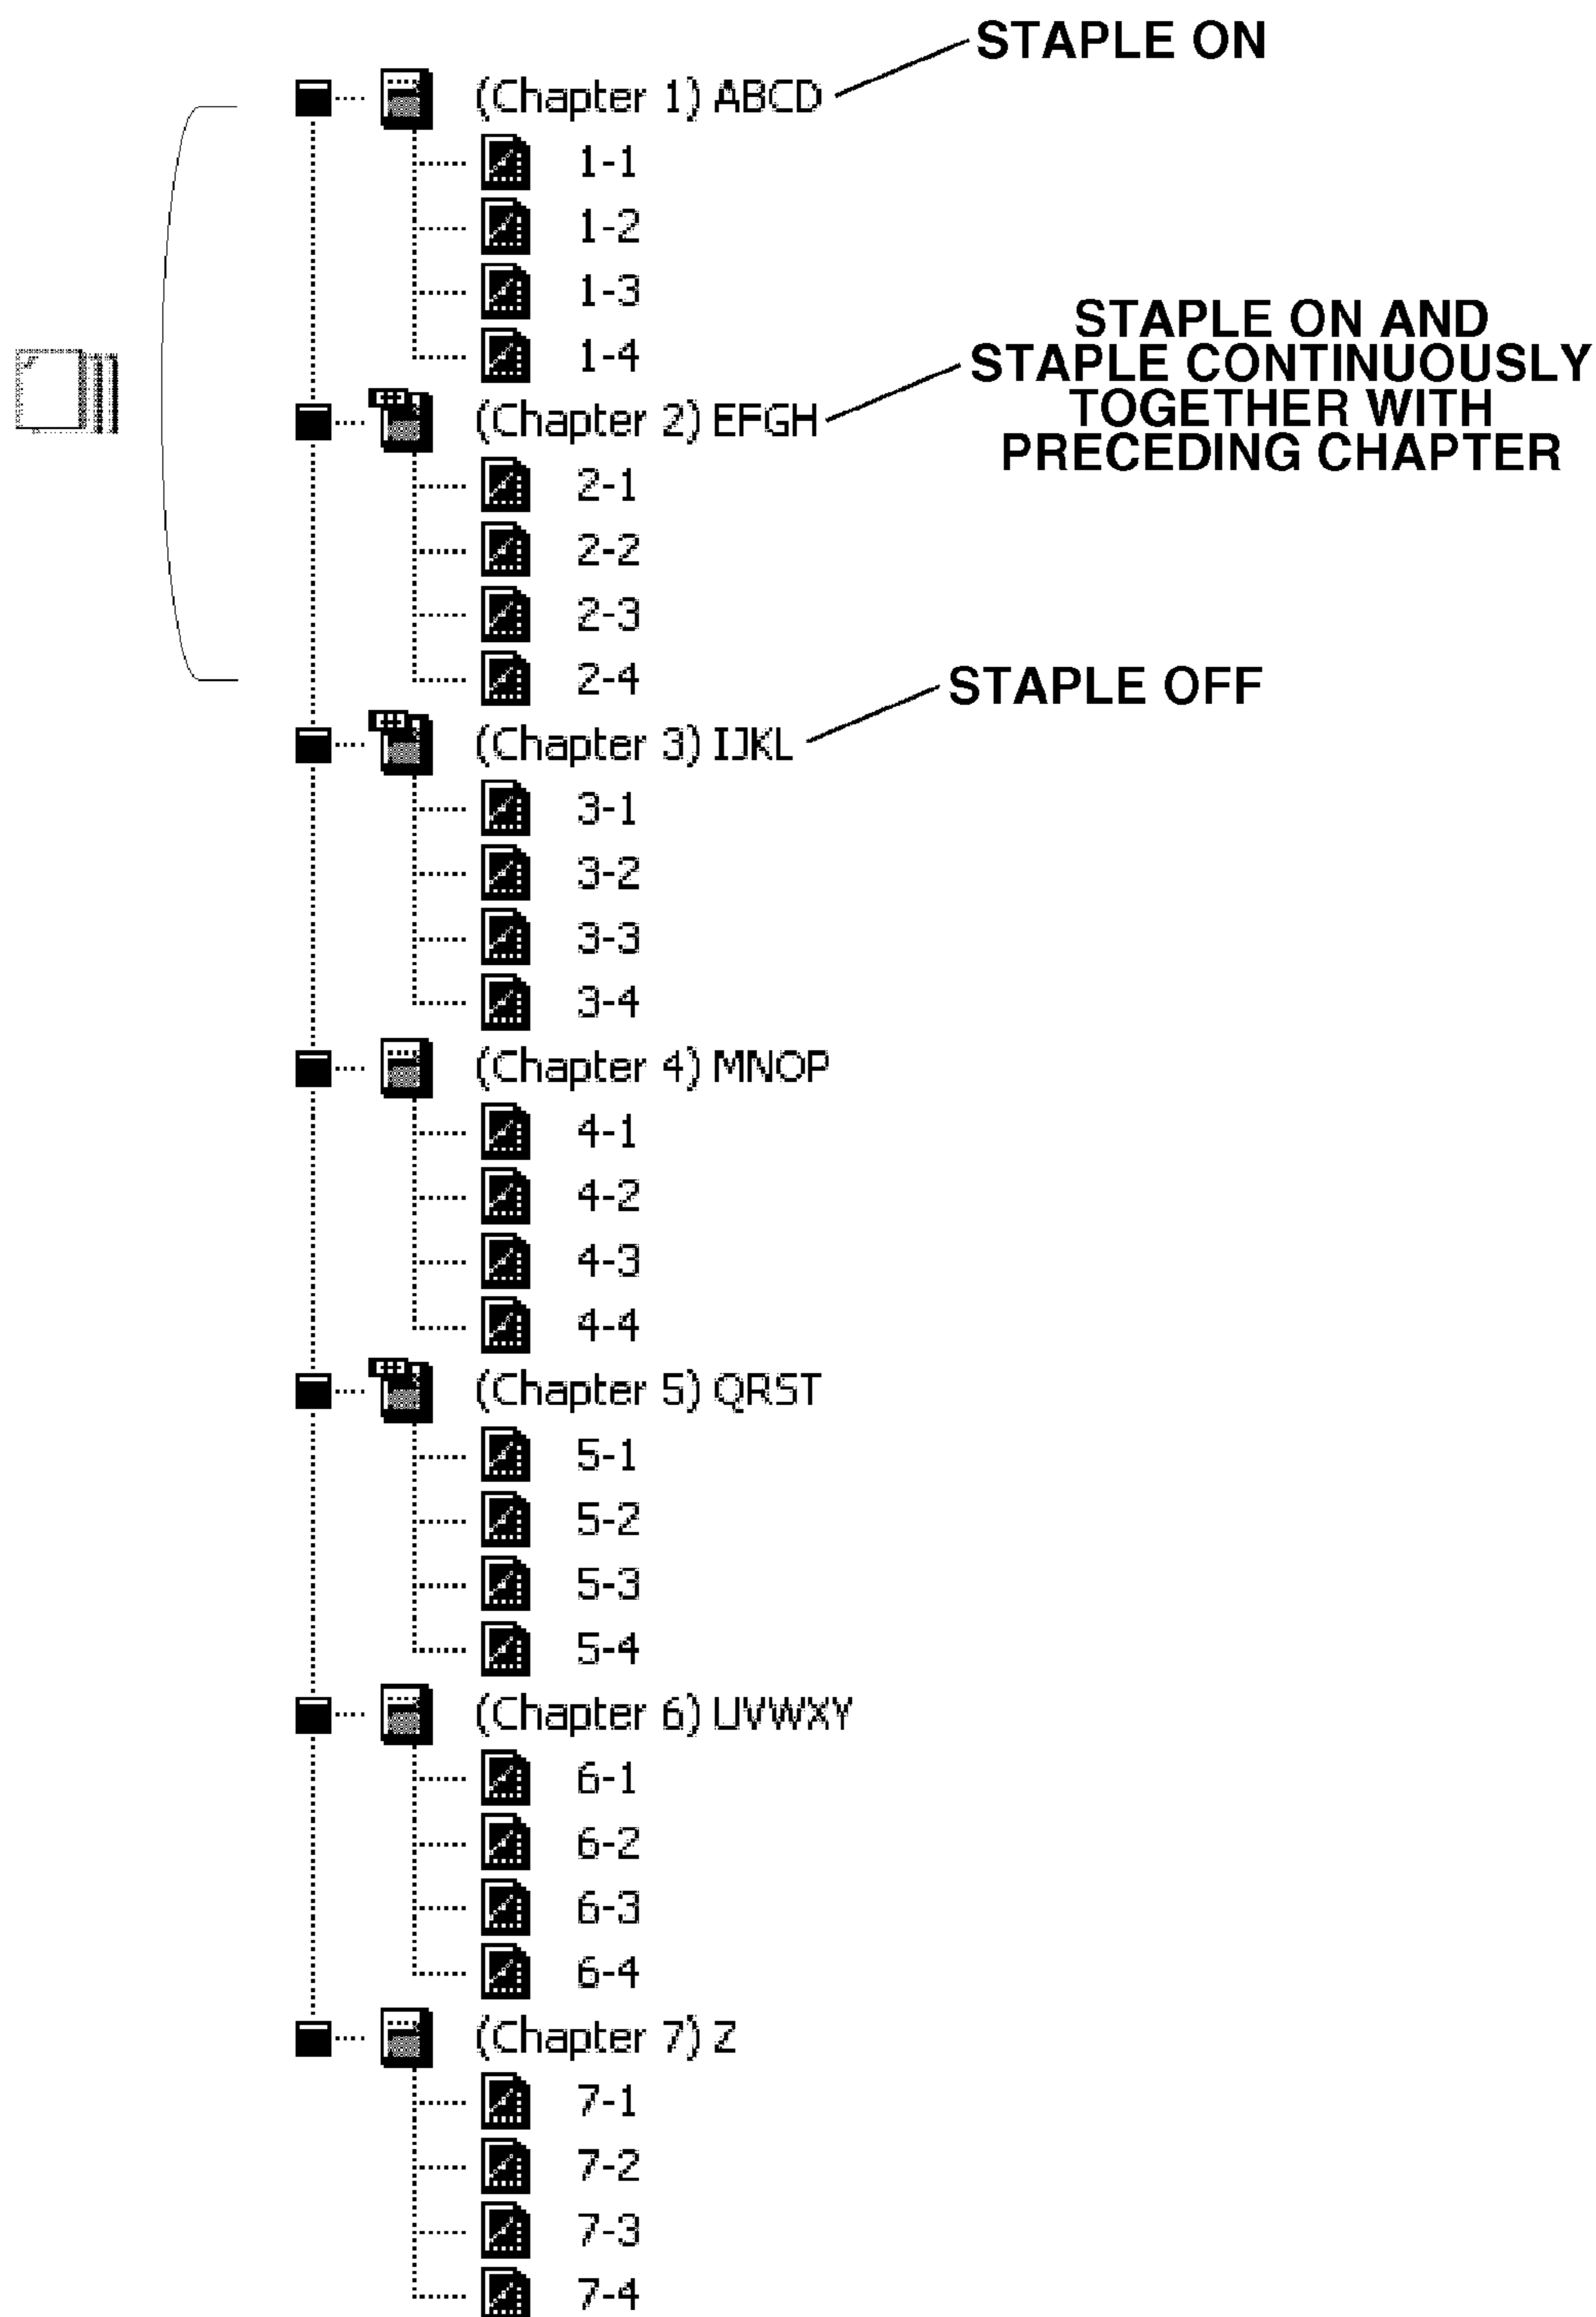 STAPLE ON
(Chapter 1) ABCD
1-1
1-2
1-3
1-4
STAPLE ON AND
STAPLE CONTINUOUSLY
TOGETHER WITH
PRECEDING CHAPTER
(Chapter 2) EFGH
2-1
2-2
2-3
2-4
STAPLE OFF
(Chapter 3) IJKL
3-1
3-2
3-3
3-4
(Chapter 4) MNOP
4-1
4-2
4-3
4-4
(Chapter 5) QRST
5-1
5-2
5-3
5-4
(Chapter 6) UVWXY
6-1
6-2
6-3
6-4
(Chapter 7) Z
7-1
7-2
7-3
7-4